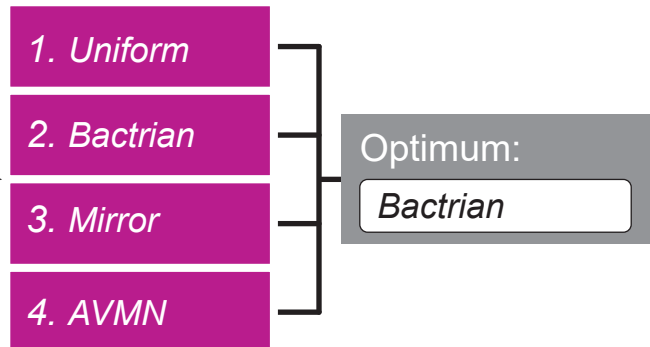 1. Uniform
2. Bactrian
3. Mirror
4. AVMN
Optimum:
Bactrian